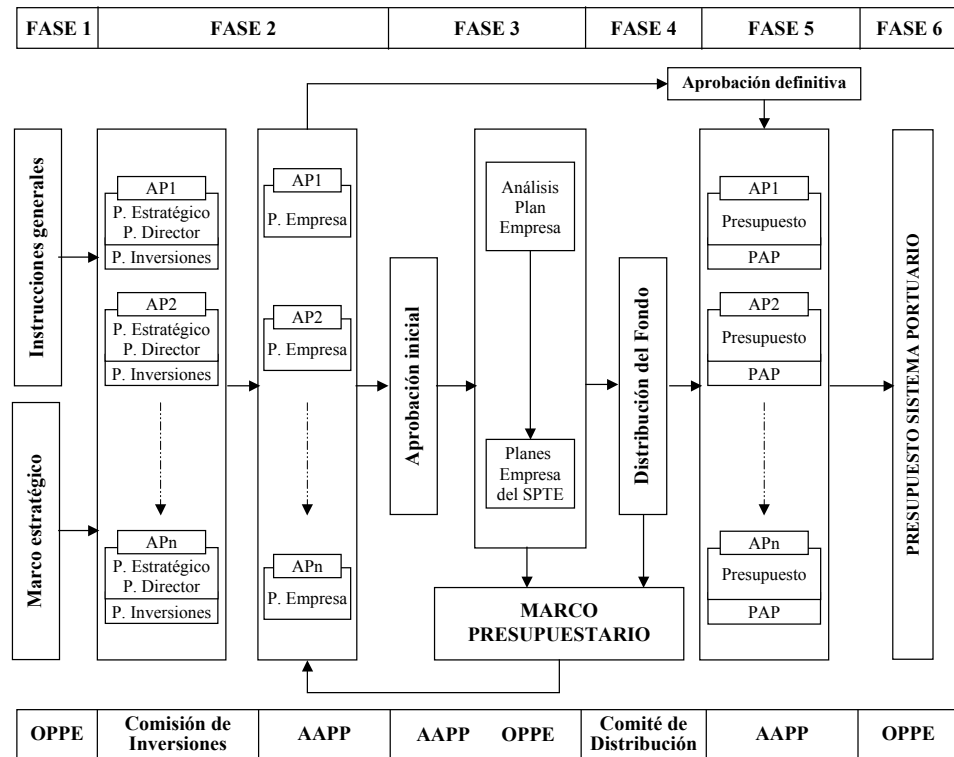 FASE 1
FASE 2
FASE 3
FASE 4
FASE 5
FASE 6
Aprobación definitiva
Instrucciones generales
Marco estratégico
AP1
P. Estratégico
P. Director
P. Inversiones
AP2
P. Estratégico
P. Director
P. Inversiones
APn
P. Estratégico
P. Director
P. Inversiones
AP1
P. Empresa
AP2
P. Empresa
APn
P. Empresa
Aprobación inicial
Análisis
Plan
Empresa
Planes
Empresa
del SPTE
Distribución del Fondo
MARCO
PRESUPUESTARIO
AP1
Presupuesto
PAP
AP2
Presupuesto
PAP
APn
Presupuesto
PAP
PRESUPUESTO SISTEMA PORTUARIO
OPPE
Comisión de
Inversiones
AAPP
AAPP
OPPE
Comité de
Distribución
AAPP
OPPE